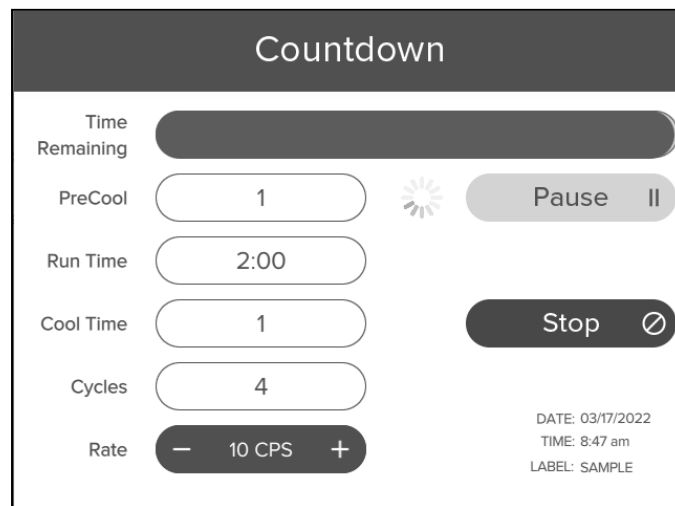 Countdown
Time
Remaining
PreCool 1 Pause
Run Time 2:00
Cool Time 1 Stop
Cycles 4
Rate − 10 CPS +
DATE: 03/17/2022
TIME: 8:47 am
LABEL: SAMPLE